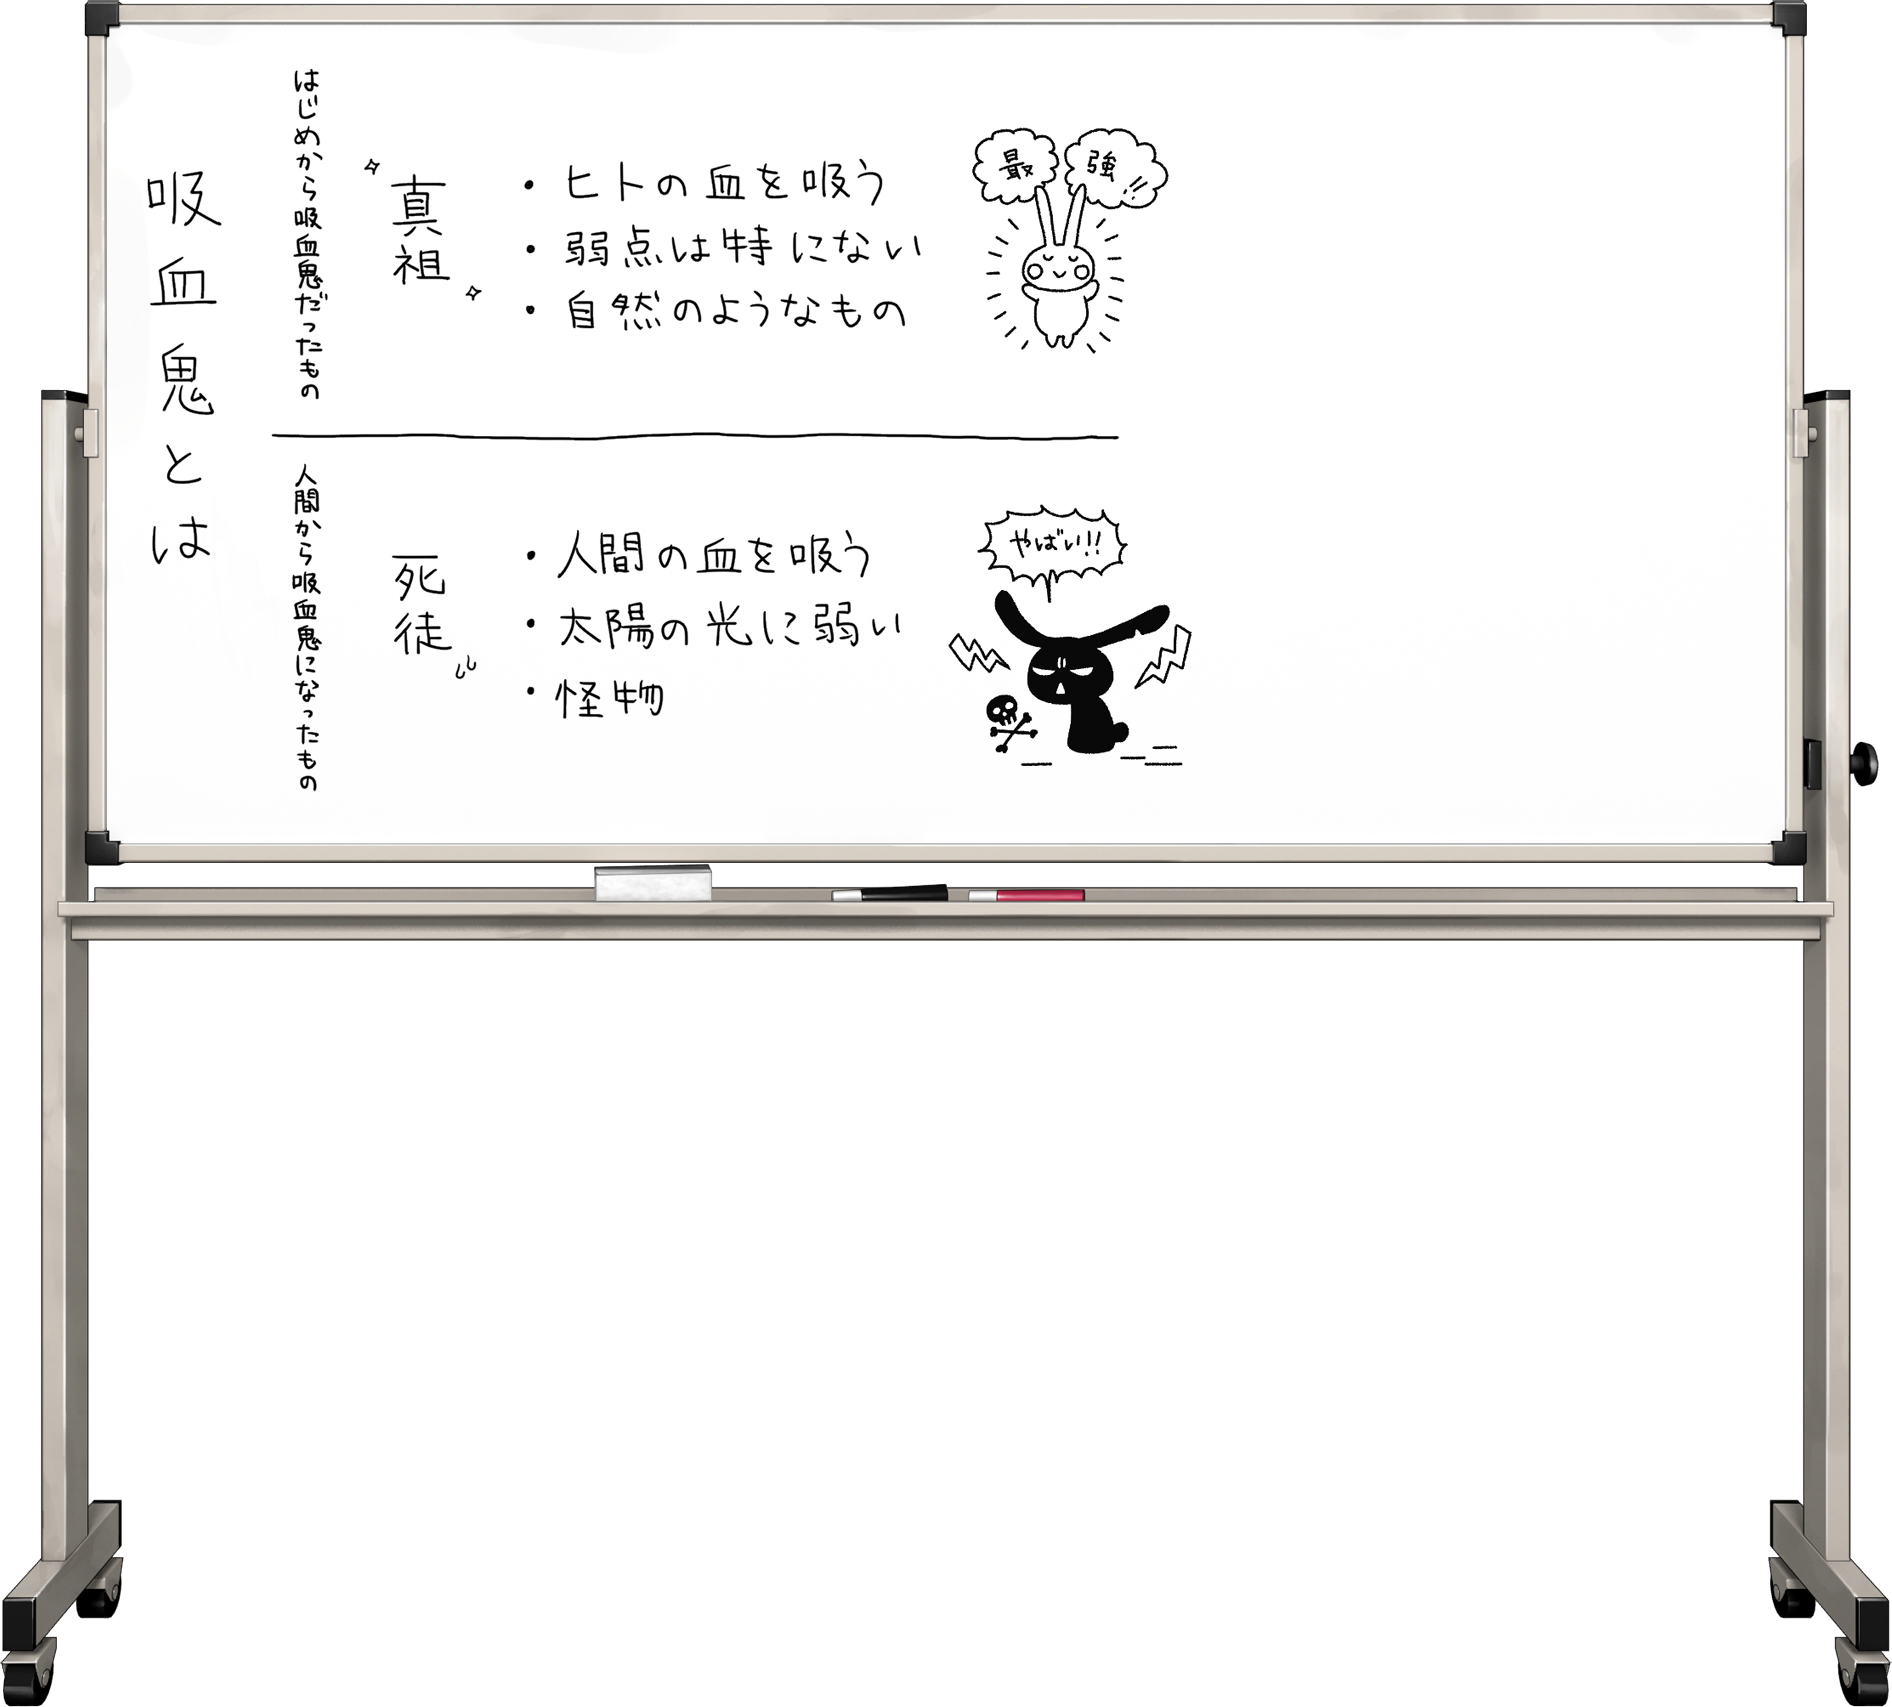 吸血鬼とは
はじめから吸血鬼だったもの
真祖
・ヒトの血を吸う
・弱点は特にない
・自然のようなもの
最強!!
人間から吸血鬼になったもの
死徒
・人間の血を吸う
・太陽の光に弱い
・怪物
やばい!!